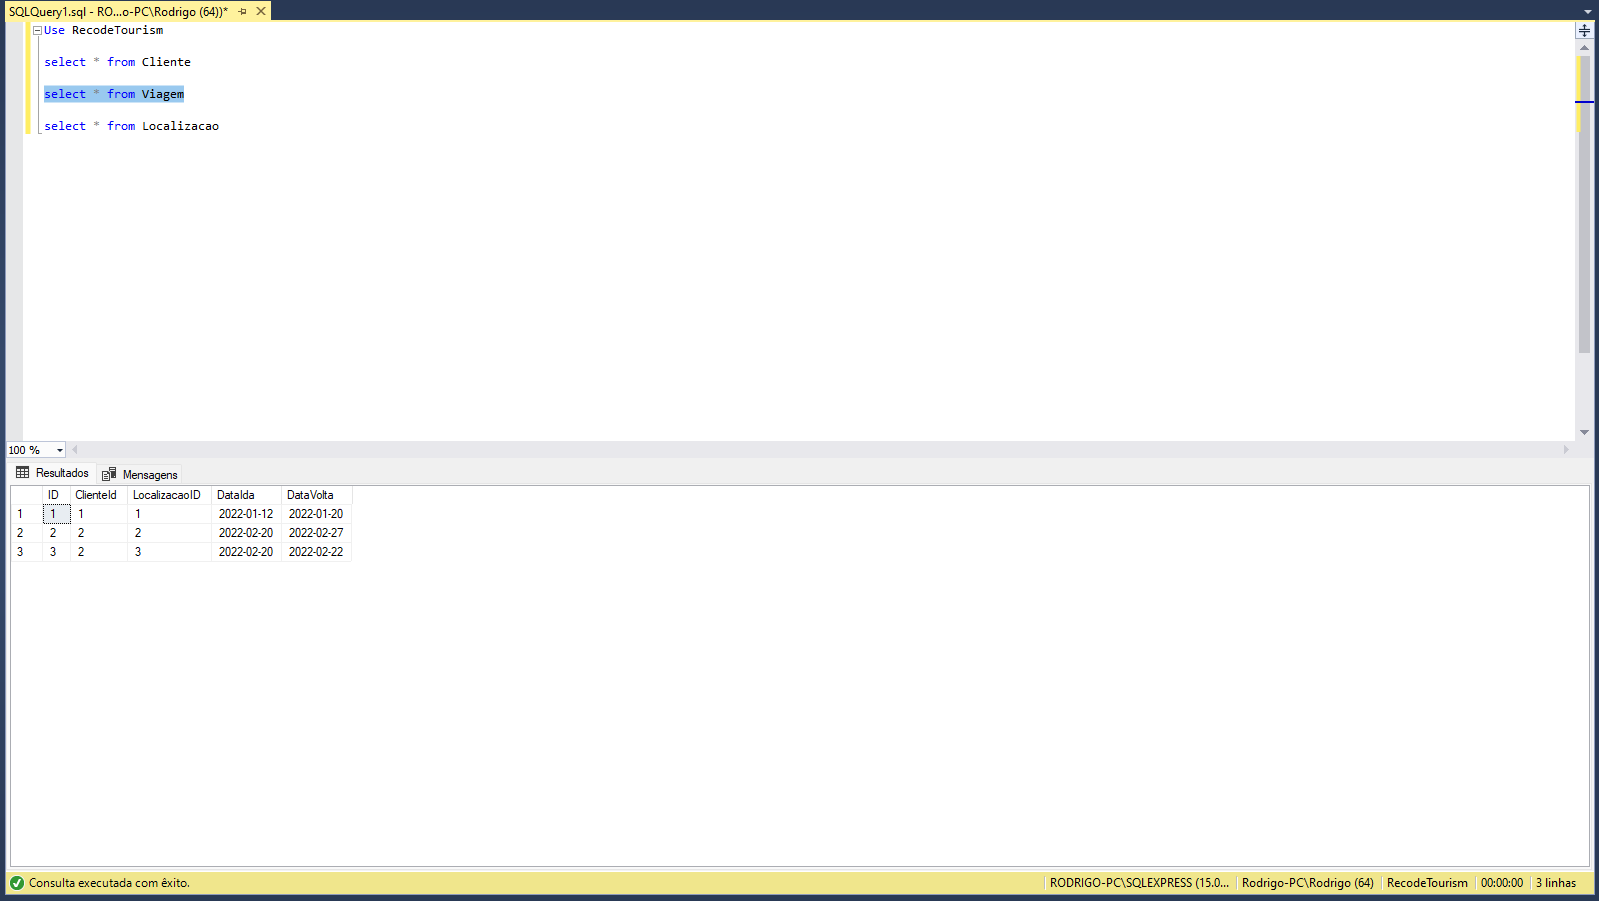 SQLQuery1.sql - RO...o-PC\Rodrigo (64))*
Use RecodeTourism
select * from Cliente
select * from Viagem
select * from Localizacao
100 %
Resultados Mensagens
ID ClienteId LocalizacaoID DataIda DataVolta
1 1 1 1 2022-01-12 2022-01-20
2 2 2 2 2022-02-20 2022-02-27
3 3 2 3 2022-02-20 2022-02-22
Consulta executada com êxito. RODRIGO-PC\SQLEXPRESS (15.0... Rodrigo-PC\Rodrigo (64) RecodeTourism 00:00:00 3 linhas